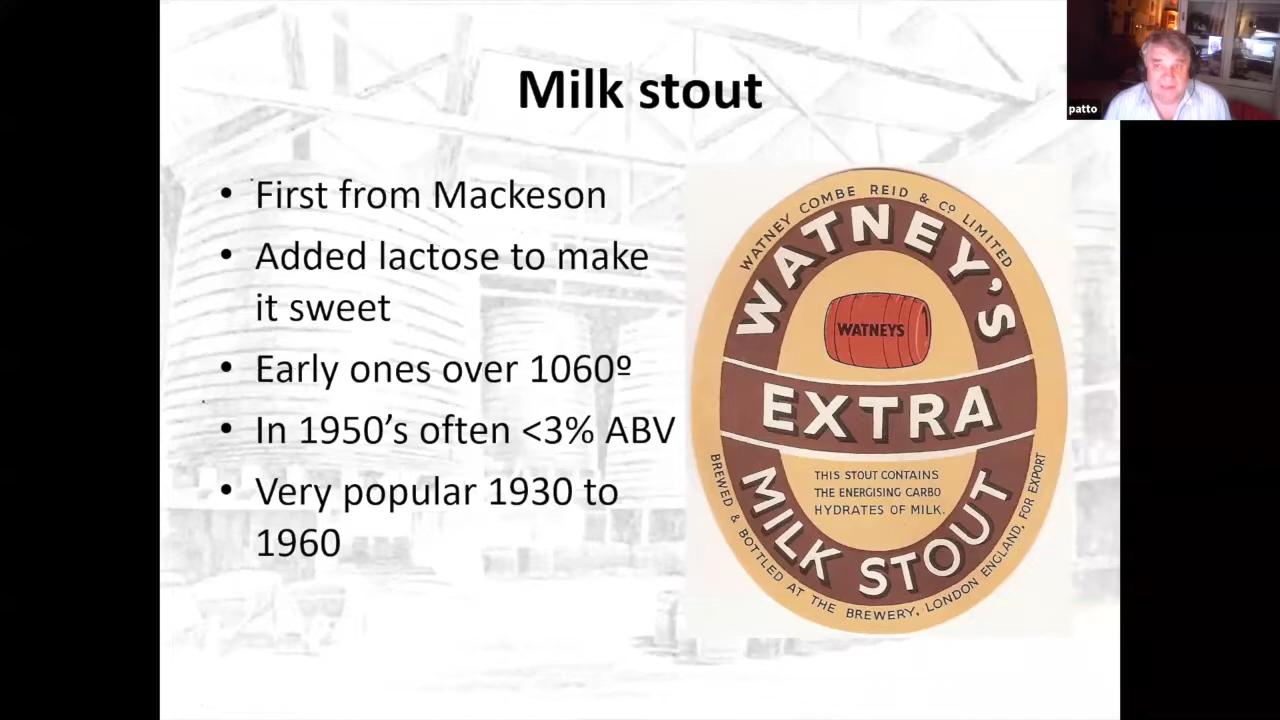 Milk stout
patto
• First from Mackeson
• Added lactose to make
it sweet
• Early ones over 1060º
• In 1950’s often <3% ABV
• Very popular 1930 to
1960
WATNEY COMBE REID & Cº LIMITED
WATNEY'S
WATNEYS
EXTRA
THIS STOUT CONTAINS
THE ENERGISING CARBO
HYDRATES OF MILK.
MILK STOUT
BREWED & BOTTLED AT THE BREWERY, LONDON ENGLAND, FOR EXPORT